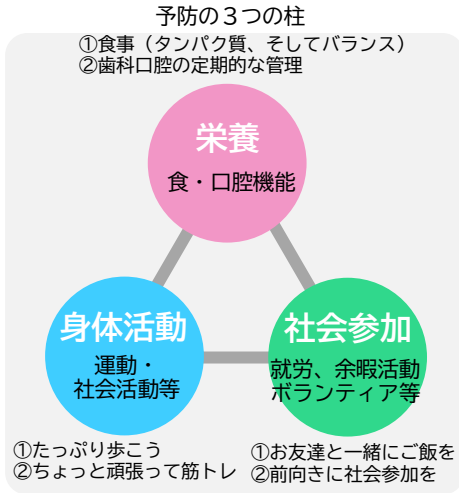 予防の３つの柱
①食事（タンパク質、そしてバランス）
②歯科口腔の定期的な管理
栄養
食・口腔機能
身体活動
運動・
社会活動等
社会参加
就労、余暇活動
ボランティア等
①たっぷり歩こう
②ちょっと頑張って筋トレ
①お友達と一緒にご飯を
②前向きに社会参加を